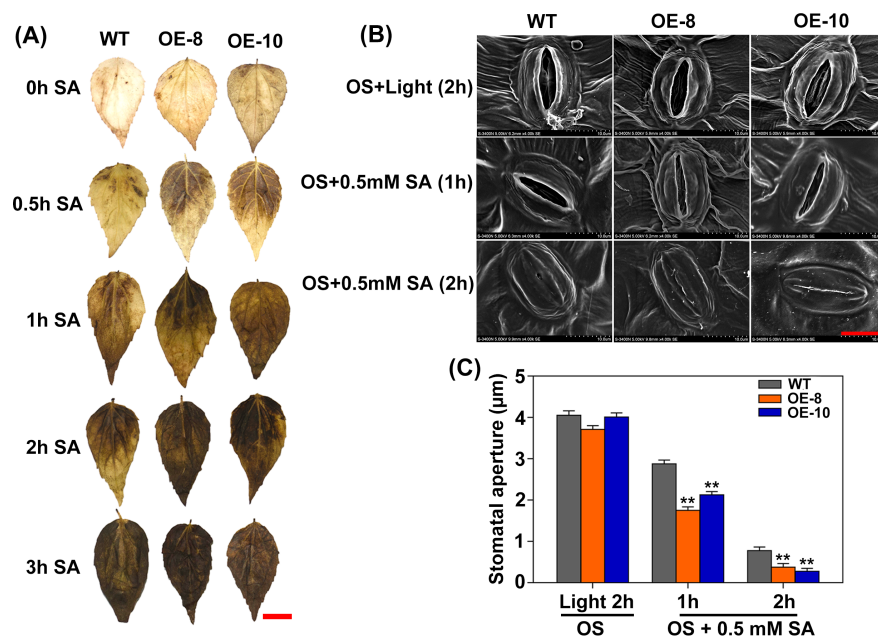 (A)
WT OE-8 OE-10
0h SA
0.5h SA
1h SA
2h SA
3h SA
(B)
WT OE-8 OE-10
OS+Light (2h)
OS+0.5mM SA (1h)
OS+0.5mM SA (2h)
(C)
Stomatal aperture (μm)
5
4
3
2
1
0
WT
OE-8
OE-10
** **
** **
Light 2h 1h 2h
OS OS + 0.5 mM SA